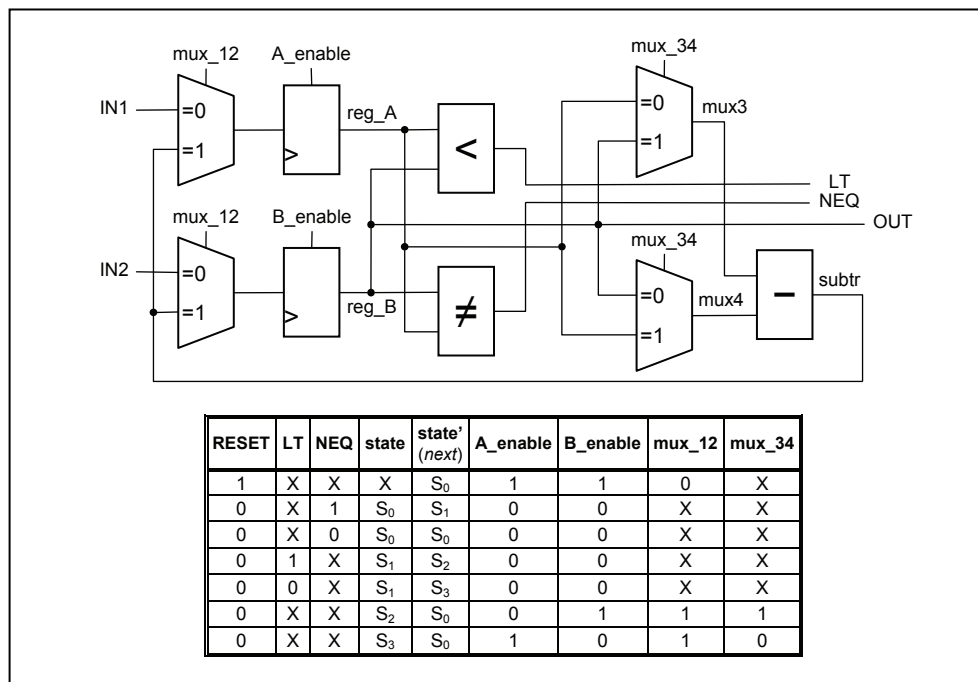 mux_12
A_enable
mux_34
IN1
=0
=1
reg_A
<
=0
=1
mux3
LT
NEQ
OUT
mux_12
B_enable
mux_34
IN2
=0
=1
reg_B
≠
=0
=1
mux4
−
subtr
RESET LT NEQ state state' (next) A_enable B_enable mux_12 mux_34
1 X X X S₀ 1 1 0 X
0 X 1 S₀ S₁ 0 0 X X
0 X 0 S₀ S₀ 0 0 X X
0 1 X S₁ S₂ 0 0 X X
0 0 X S₁ S₃ 0 0 X X
0 X X S₂ S₀ 0 1 1 1
0 X X S₃ S₀ 1 0 1 0